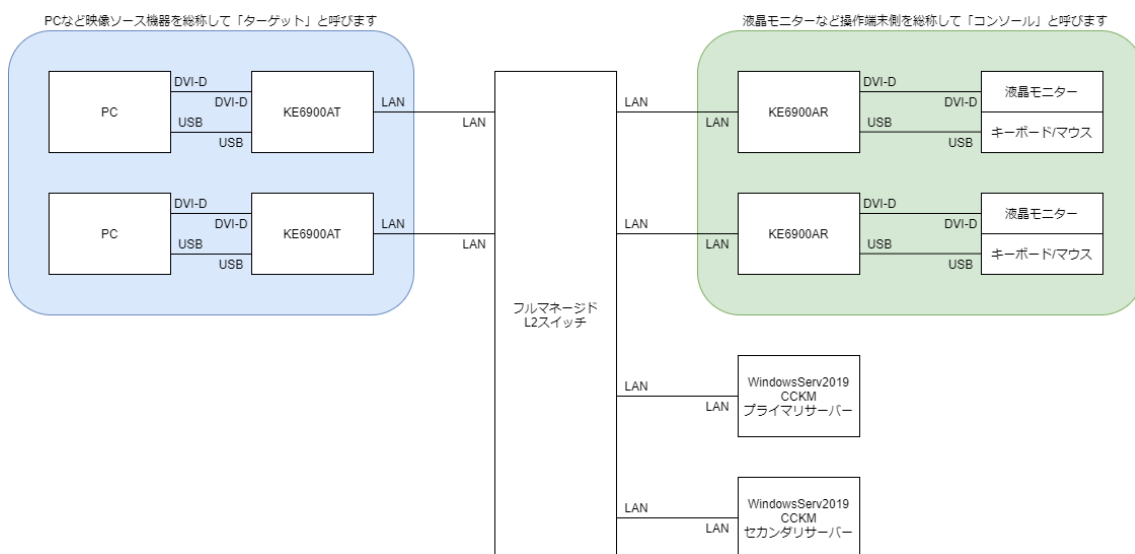 PCなど映像ソース機器を総称して「ターゲット」と呼びます
液晶モニターなど操作端末側を総称して「コンソール」と呼びます
PC
DVI-D
DVI-D
USB
USB
KE6900AT
LAN
LAN
PC
DVI-D
DVI-D
USB
USB
KE6900AT
LAN
LAN
フルマネージド
L2スイッチ
LAN
LAN
KE6900AR
DVI-D
DVI-D
USB
USB
液晶モニター
キーボード/マウス
LAN
LAN
KE6900AR
DVI-D
DVI-D
USB
USB
液晶モニター
キーボード/マウス
LAN
LAN
WindowsServ2019
CCKM
プライマリサーバー
LAN
LAN
WindowsServ2019
CCKM
セカンダリサーバー